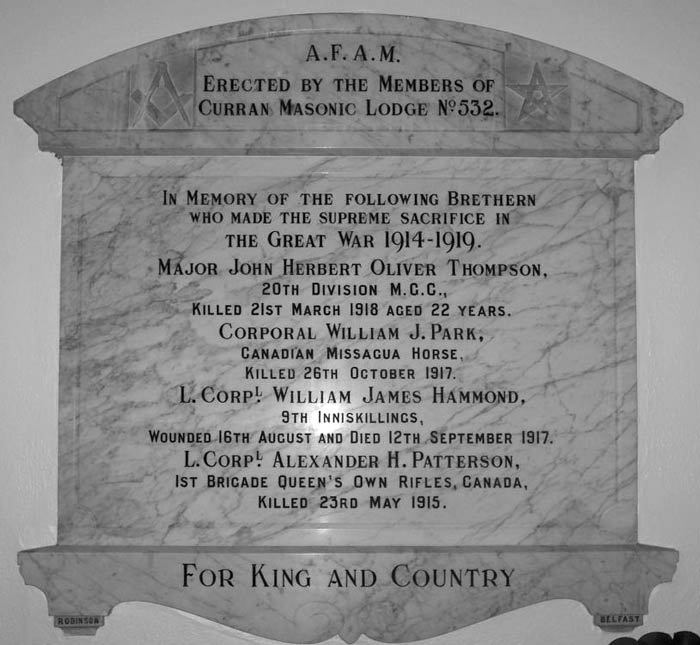 A.F.A.M.
ERECTED BY THE MEMBERS OF
CURRAN MASONIC LODGE No. 532.
IN MEMORY OF THE FOLLOWING BRETHERN
WHO MADE THE SUPREME SACRIFICE IN
THE GREAT WAR 1914-1919.
MAJOR JOHN HERBERT OLIVER THOMPSON,
20TH DIVISION M.G.C.,
KILLED 21ST MARCH 1918 AGED 22 YEARS.
CORPORAL WILLIAM J. PARK,
CANADIAN MISSAGUA HORSE,
KILLED 26TH OCTOBER 1917.
L. CORPL. WILLIAM JAMES HAMMOND,
9TH INNISKILLINGS,
WOUNDED 16TH AUGUST AND DIED 12TH SEPTEMBER 1917.
L. CORPL. ALEXANDER H. PATTERSON,
1ST BRIGADE QUEEN'S OWN RIFLES, CANADA,
KILLED 23RD MAY 1915.
FOR KING AND COUNTRY
ROBINSON
BELFAST